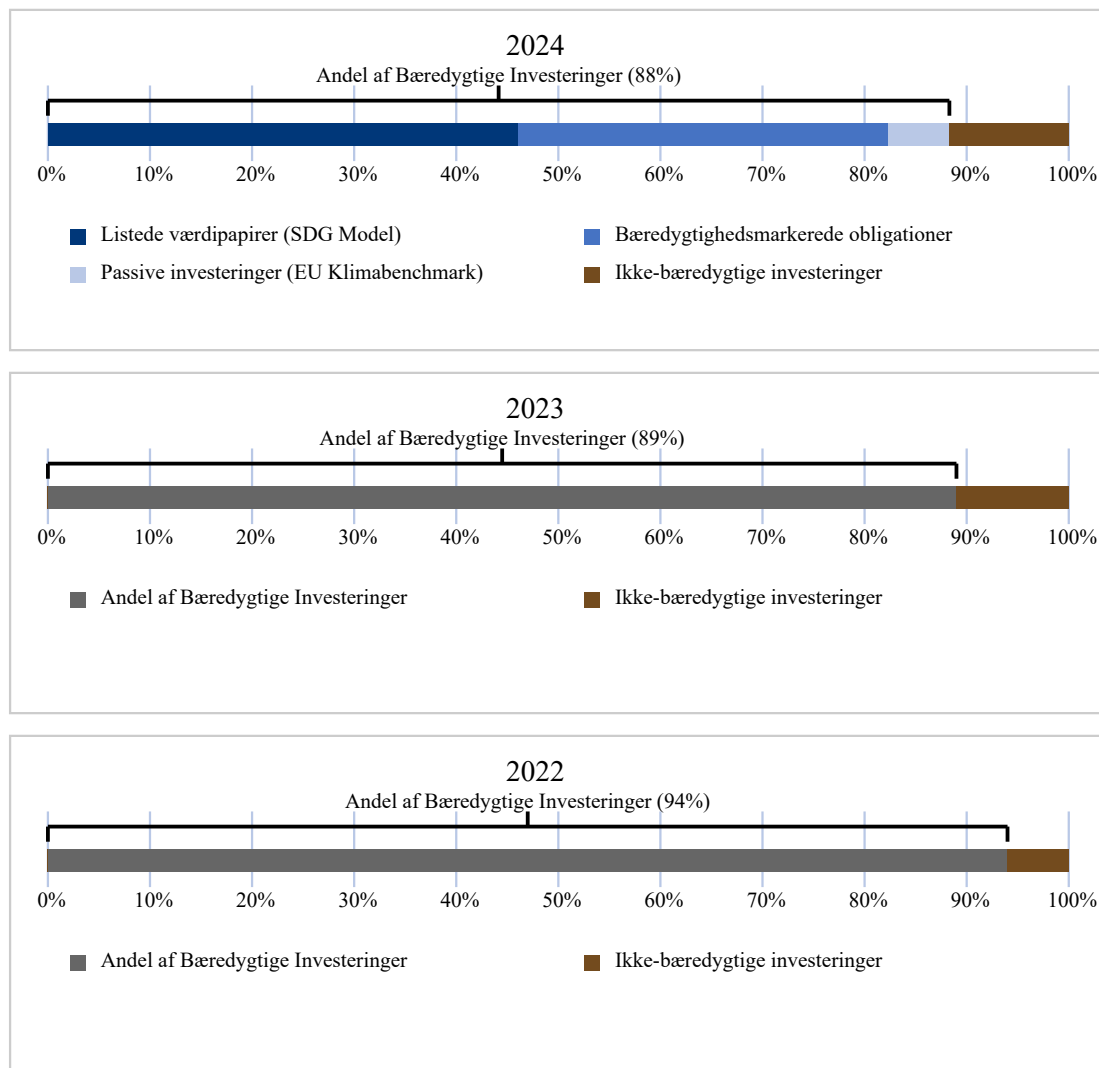 2024
Andel af Bæredygtige Investeringer (88%)
0% 10% 20% 30% 40% 50% 60% 70% 80% 90% 100%
Listede værdipapirer (SDG Model) Bæredygtighedsmarkerede obligationer
Passive investeringer (EU Klimabenchmark) Ikke-bæredygtige investeringer
2023
Andel af Bæredygtige Investeringer (89%)
0% 10% 20% 30% 40% 50% 60% 70% 80% 90% 100%
Andel af Bæredygtige Investeringer Ikke-bæredygtige investeringer
2022
Andel af Bæredygtige Investeringer (94%)
0% 10% 20% 30% 40% 50% 60% 70% 80% 90% 100%
Andel af Bæredygtige Investeringer Ikke-bæredygtige investeringer